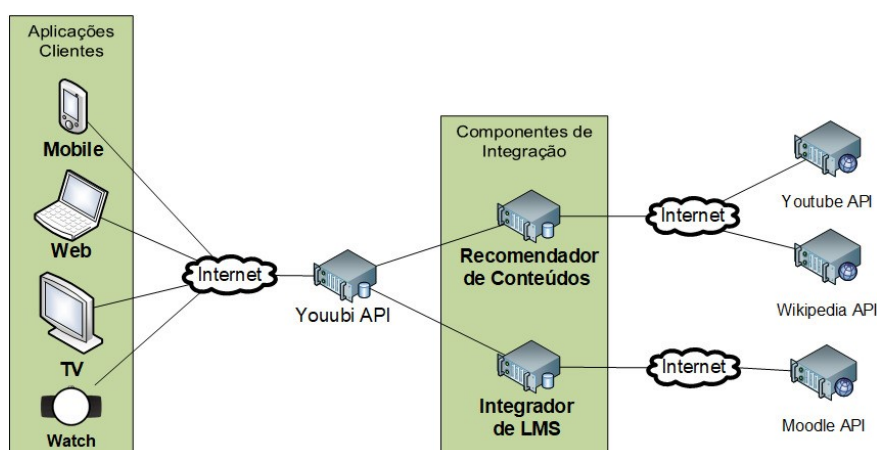 Aplicações
Clientes
Mobile
Web
TV
Watch
Internet
Youubi API
Componentes de
Integração
Recomendador
de Conteúdos
Integrador
de LMS
Internet
Internet
Youtube API
Wikipedia API
Moodle API